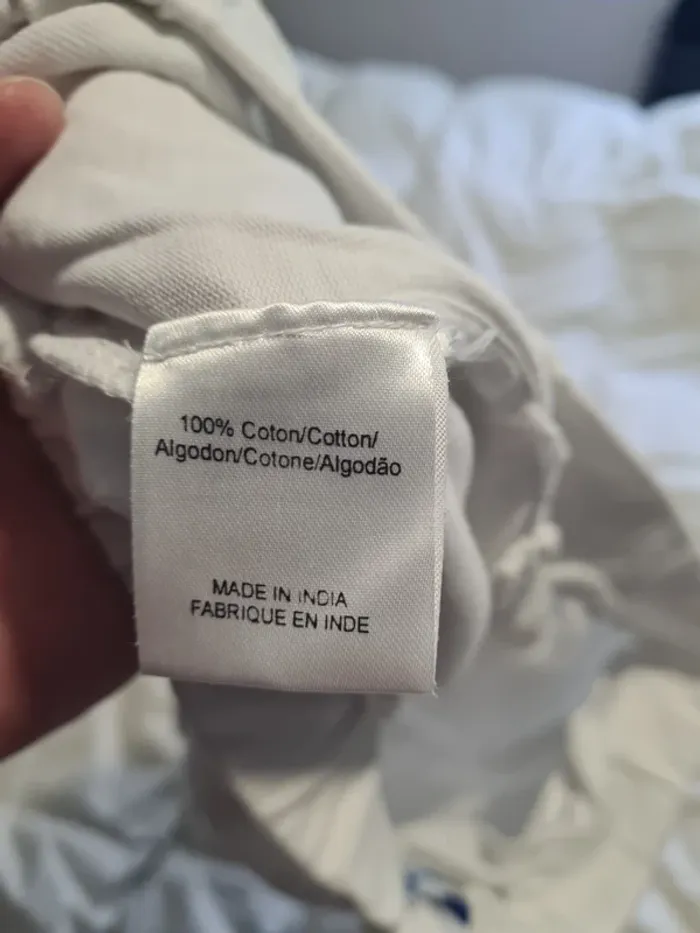 100% Coton/Cotton/
Algodon/Cotone/Algodão
MADE IN INDIA
FABRIQUE EN INDE